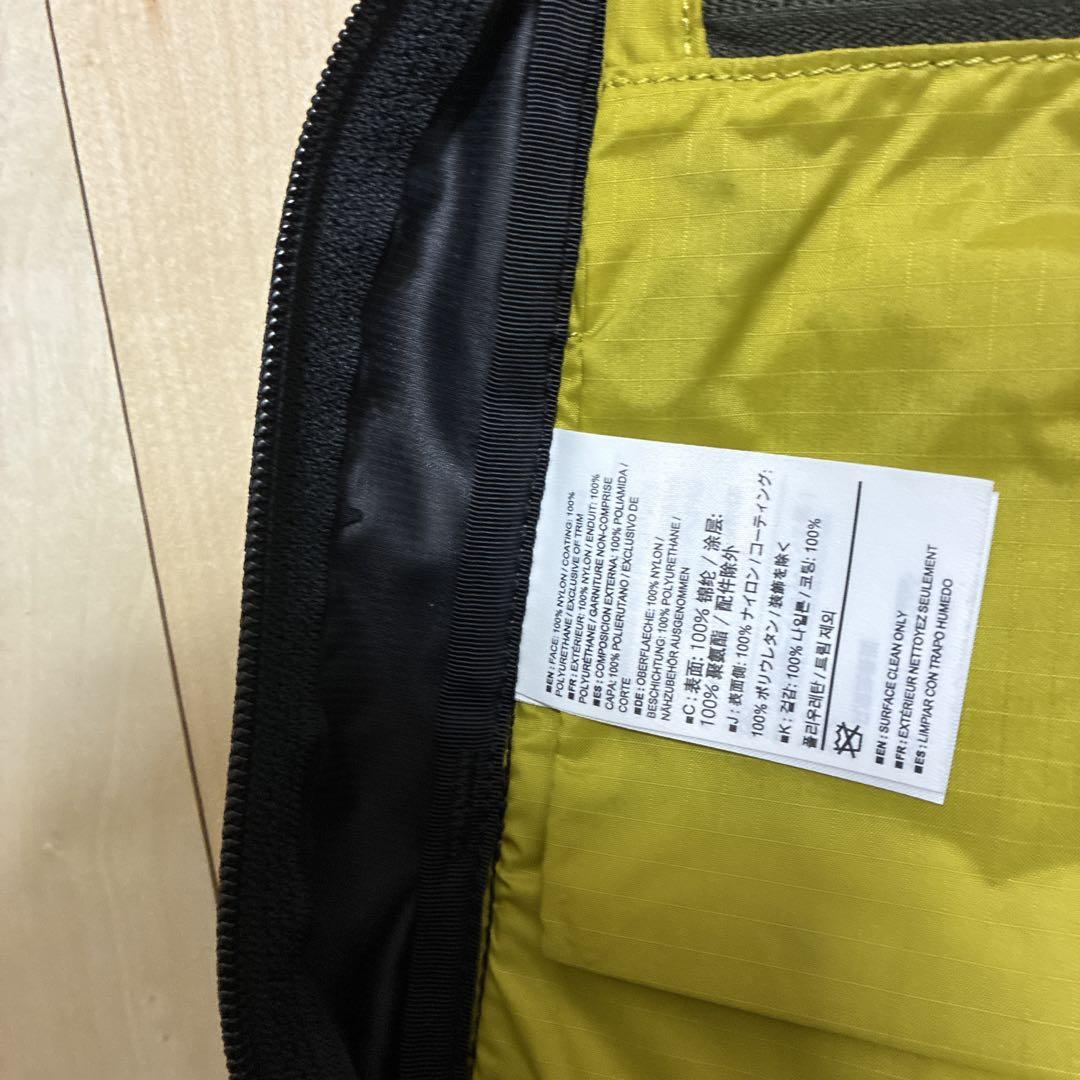 ■EN: FACE: 100% NYLON / COATING: 100%
POLYURETHANE / EXCLUSIVE OF TRIM
■FR: EXTÉRIEUR: 100% NYLON / ENDUIT: 100%
POLYURÉTHANE / GARNITURE NON-COMPRISE
■ES: COMPOSICION EXTERNA: 100% POLIAMIDA /
CAPA: 100% POLIERUTANO / EXCLUSIVO DE
CORTE
■DE: OBERFLAECHE: 100% NYLON /
BESCHICHTUNG: 100% POLYURETHANE /
NÄHZUBEHÖR AUSGENOMMEN
■C: 表面: 100% 锦纶 / 涂层:
100% 聚氨酯 / 配件除外
■J: 表面側: 100% ナイロン / コーティング:
100% ポリウレタン / 装飾を除く
■K: 겉감: 100% 나일론 / 코팅: 100%
폴리우레탄 / 트림 제외
■EN: SURFACE CLEAN ONLY
■FR: EXTÉRIEUR NETTOYEZ SEULEMENT
■ES: LIMPIAR CON TRAPO HUMEDO